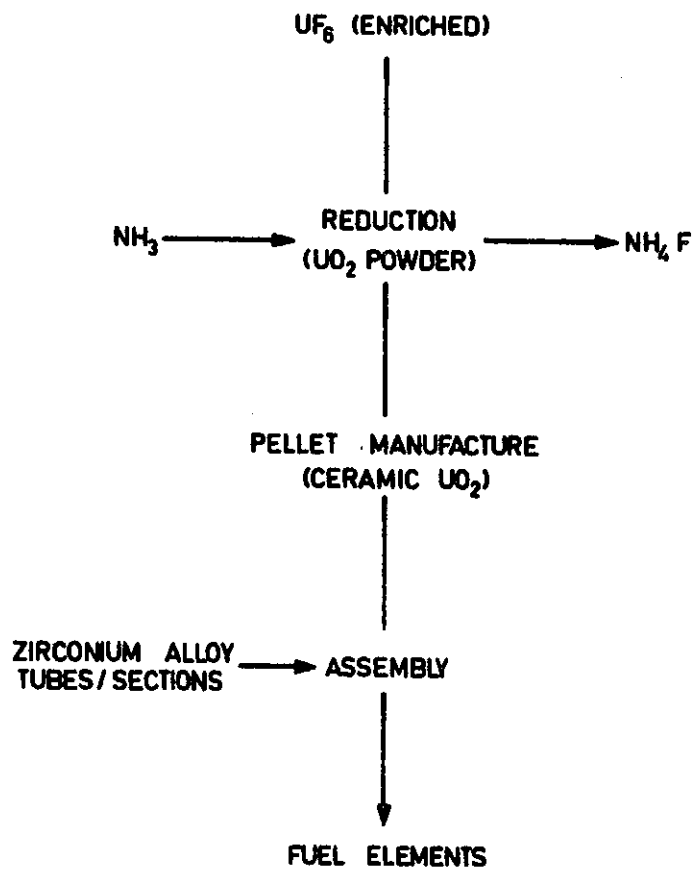 UF₆ (ENRICHED)
NH₃
REDUCTION
(UO₂ POWDER)
NH₄ F
PELLET MANUFACTURE
(CERAMIC UO₂)
ZIRCONIUM ALLOY
TUBES/SECTIONS
ASSEMBLY
FUEL ELEMENTS